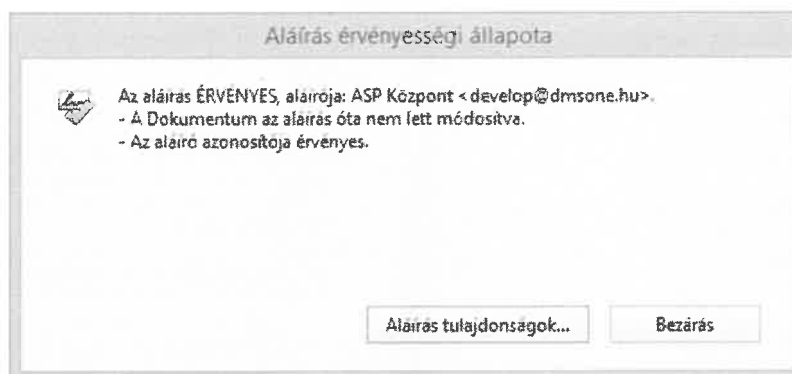 Aláírás érvényességi állapota
Az aláírás ÉRVÉNYES, aláírója: ASP Központ <develop@dmsone.hu>.
- A Dokumentum az aláírás óta nem lett módosítva.
- Az aláíró azonosítója érvényes.
Aláírás tulajdonságok...
Bezárás